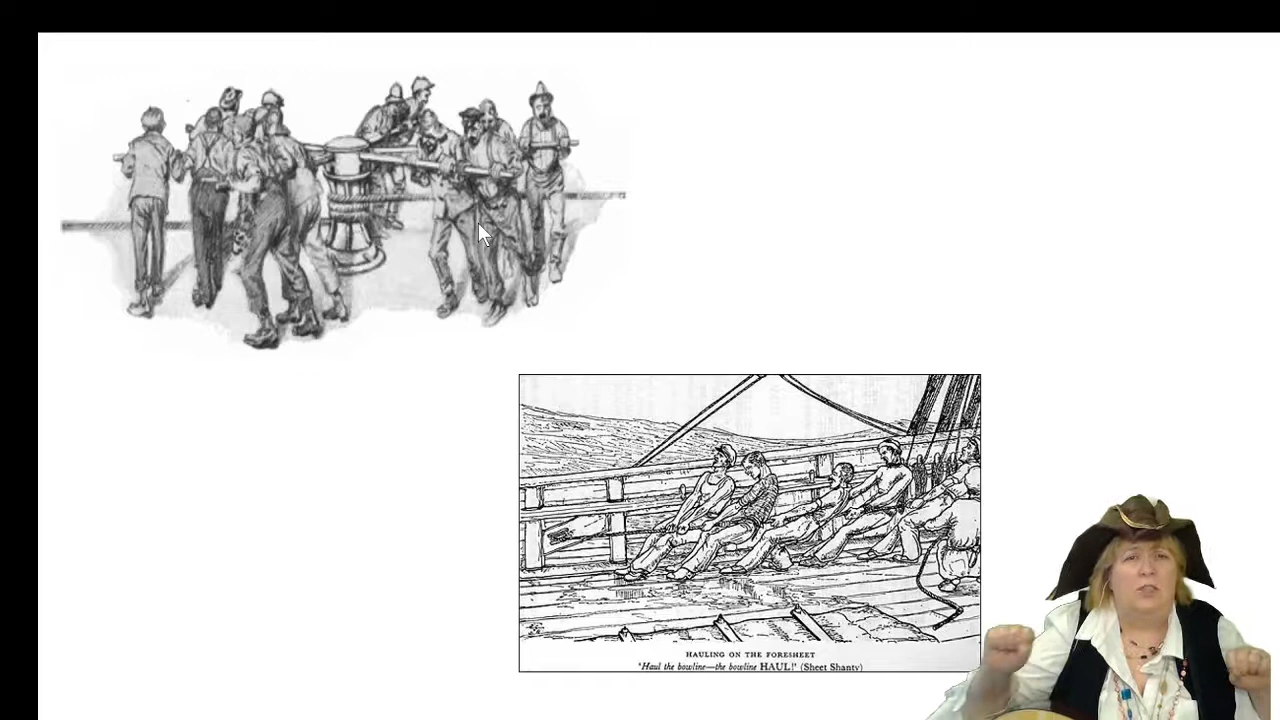 HAULING ON THE FORESHEET
"Haul the bowline—the bowline HAUL!" (Sheet Shanty)